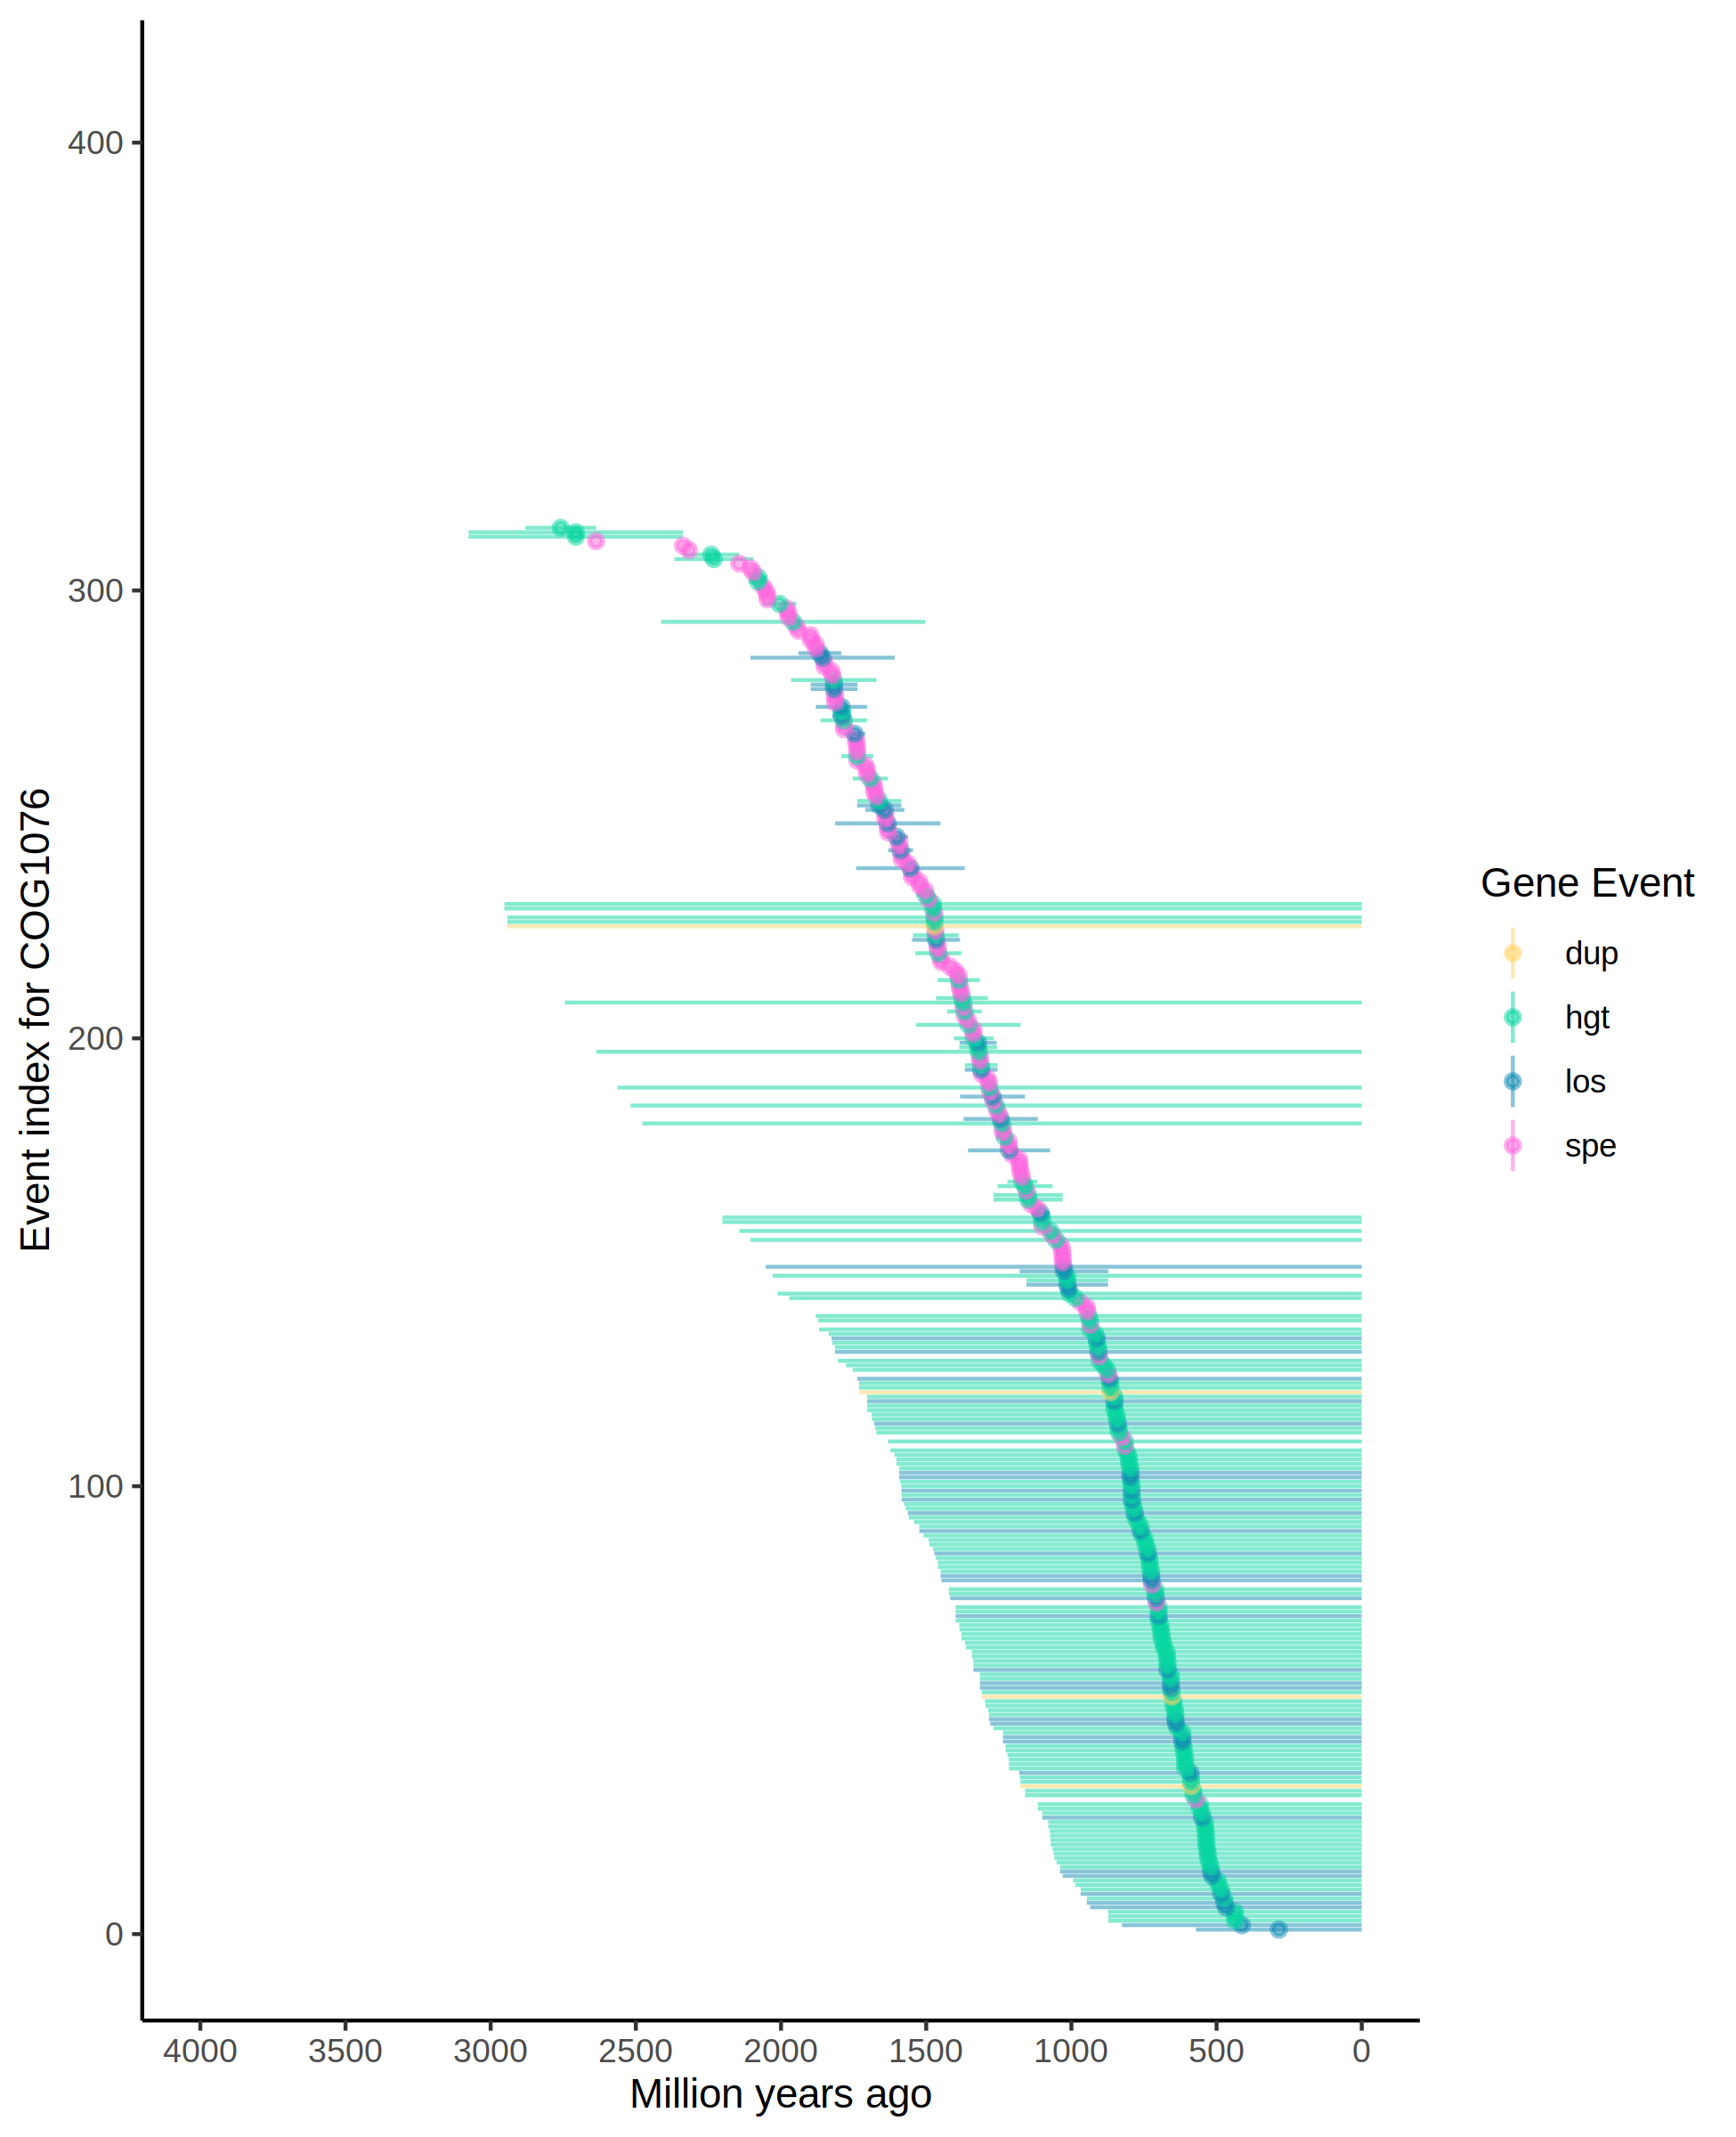 Event index for COG1076
400
300
200
100
0
4000 3500 3000 2500 2000 1500 1000 500 0
Million years ago
Gene Event
dup
hgt
los
spe